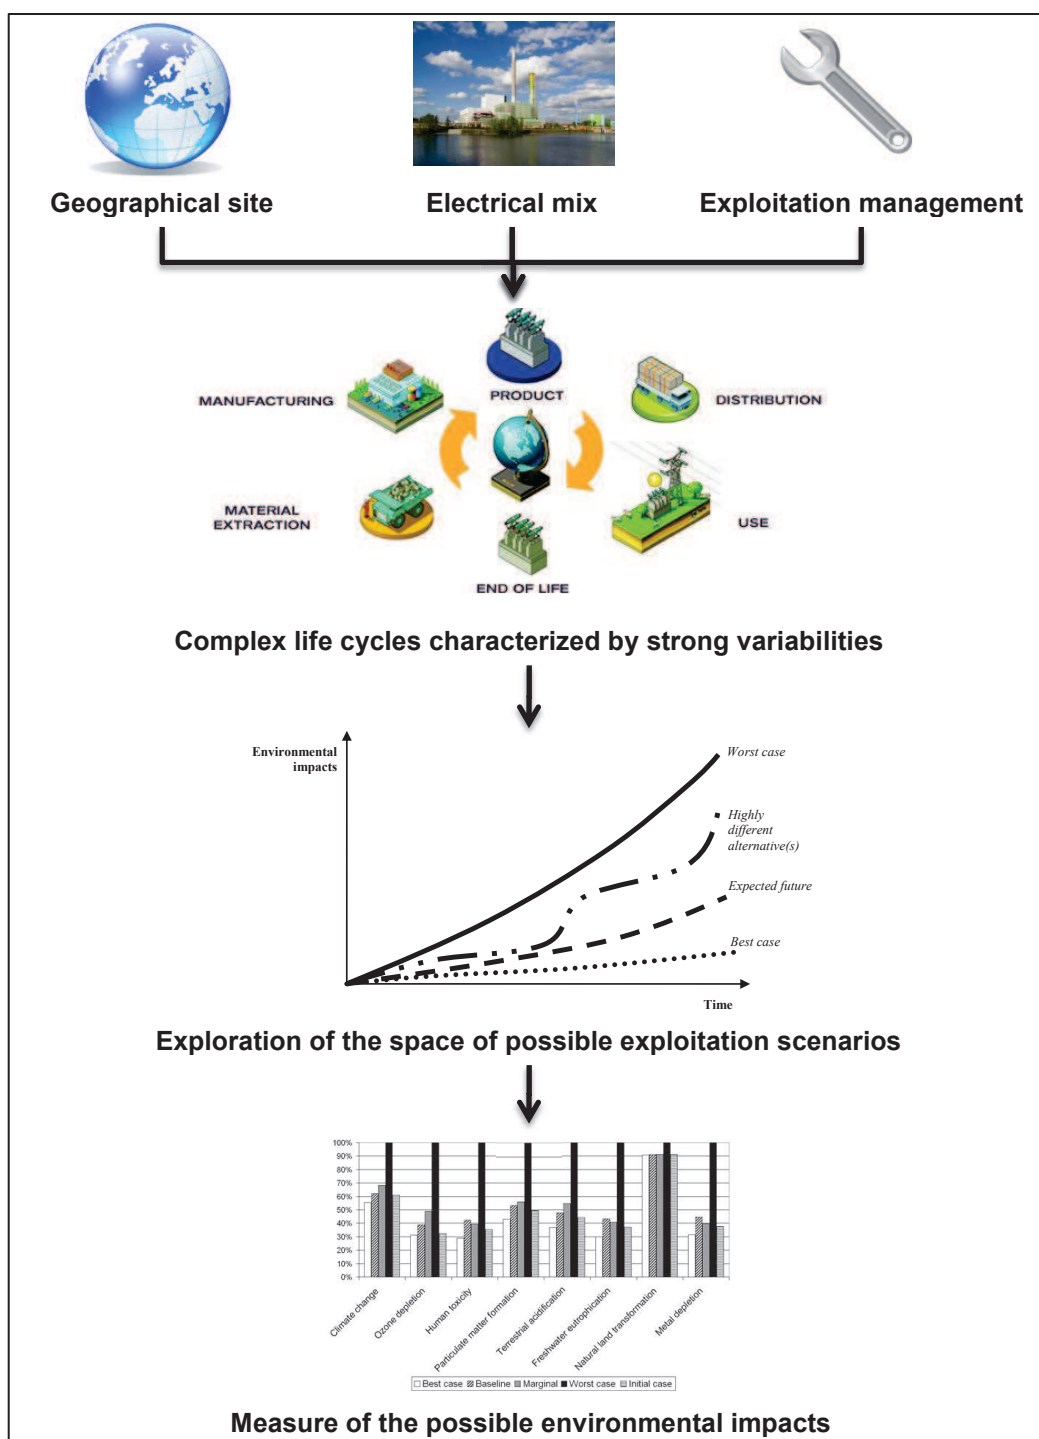 Geographical site
Electrical mix
Exploitation management
PRODUCT
MANUFACTURING
DISTRIBUTION
MATERIAL
EXTRACTION
USE
END OF LIFE
Complex life cycles characterized by strong variabilities
Environmental
impacts
Worst case
Highly
different
alternative(s)
Expected future
Best case
Time
Exploration of the space of possible exploitation scenarios
100%
90%
80%
70%
60%
50%
40%
30%
20%
10%
0%
Climate change
Ozone depletion
Human toxicity
Particulate matter formation
Terrestrial acidification
Freshwater eutrophication
Natural land transformation
Metal depletion
Best case Baseline Marginal Worst case Initial case
Measure of the possible environmental impacts